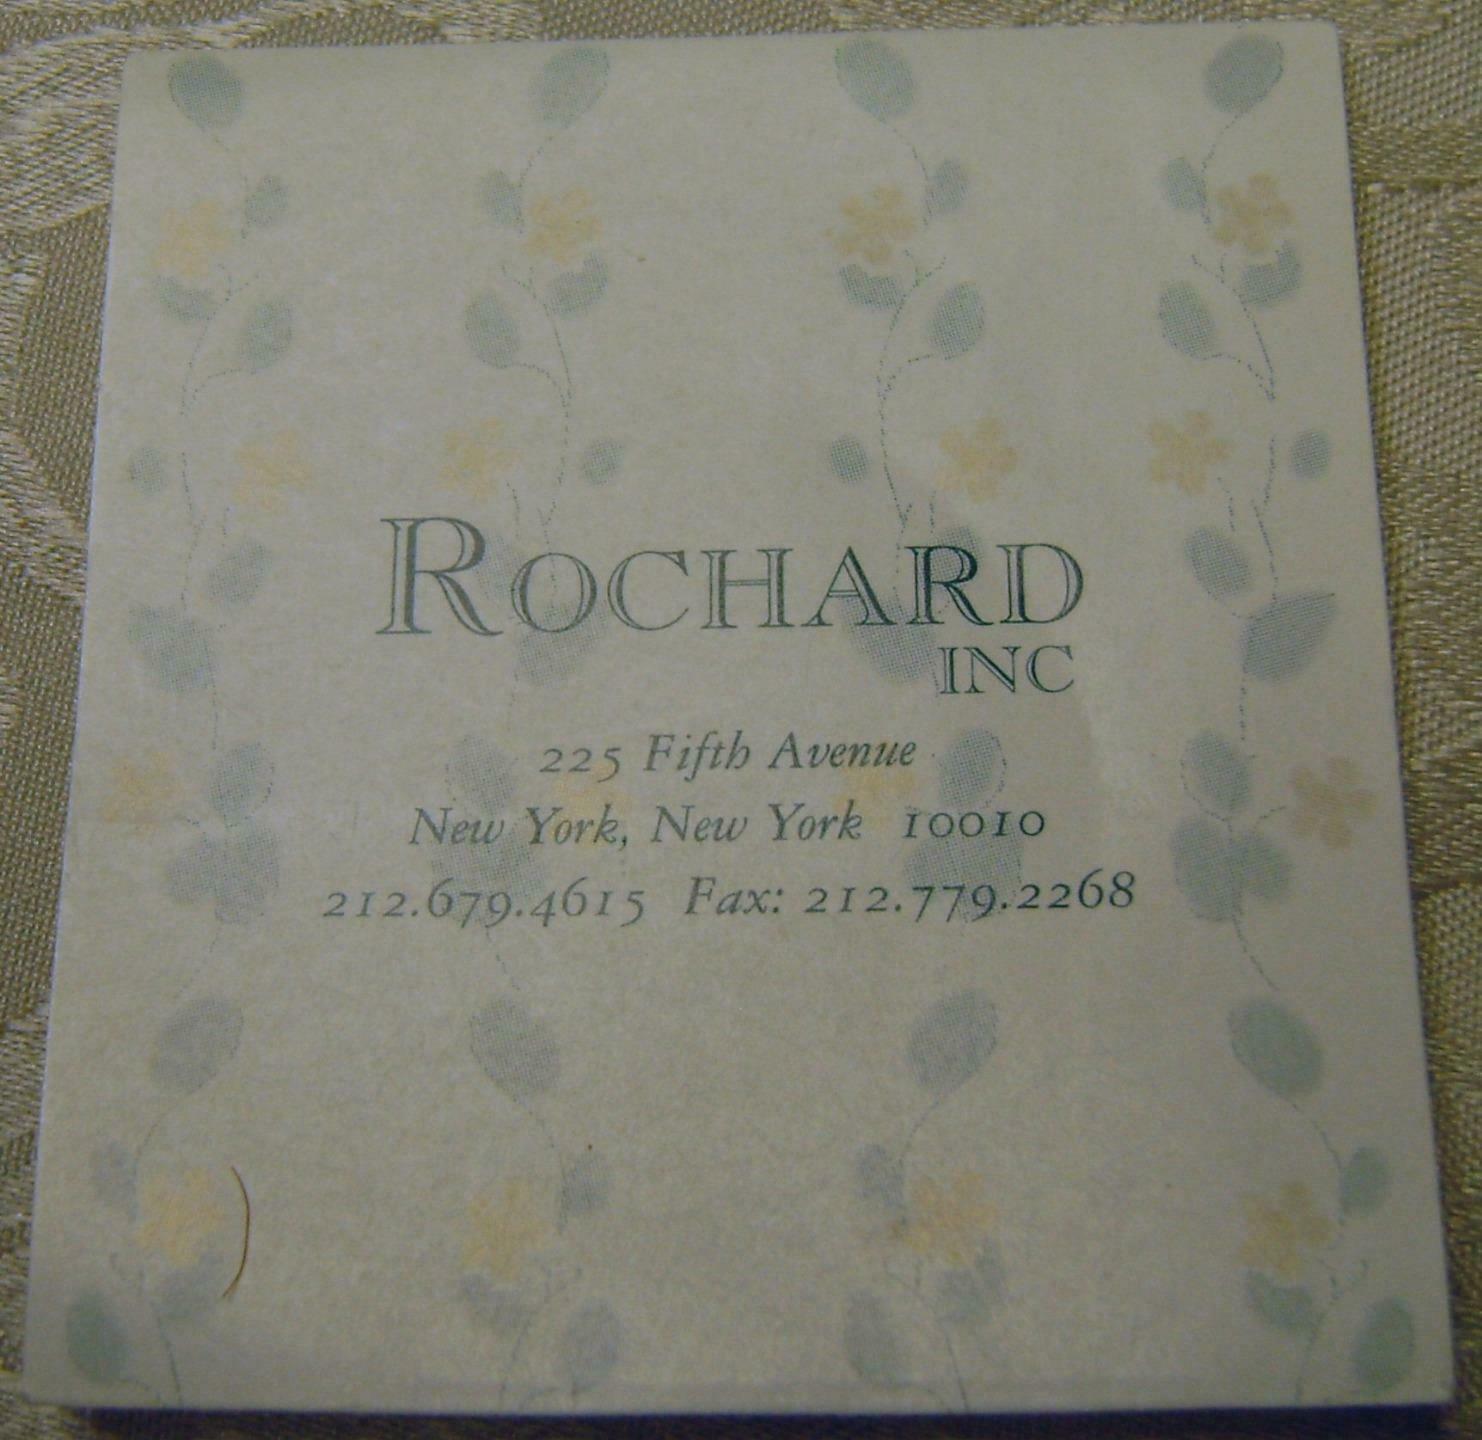 ROCHARD
INC
225 Fifth Avenue
New York, New York 10010
212.679.4615 Fax: 212.779.2268